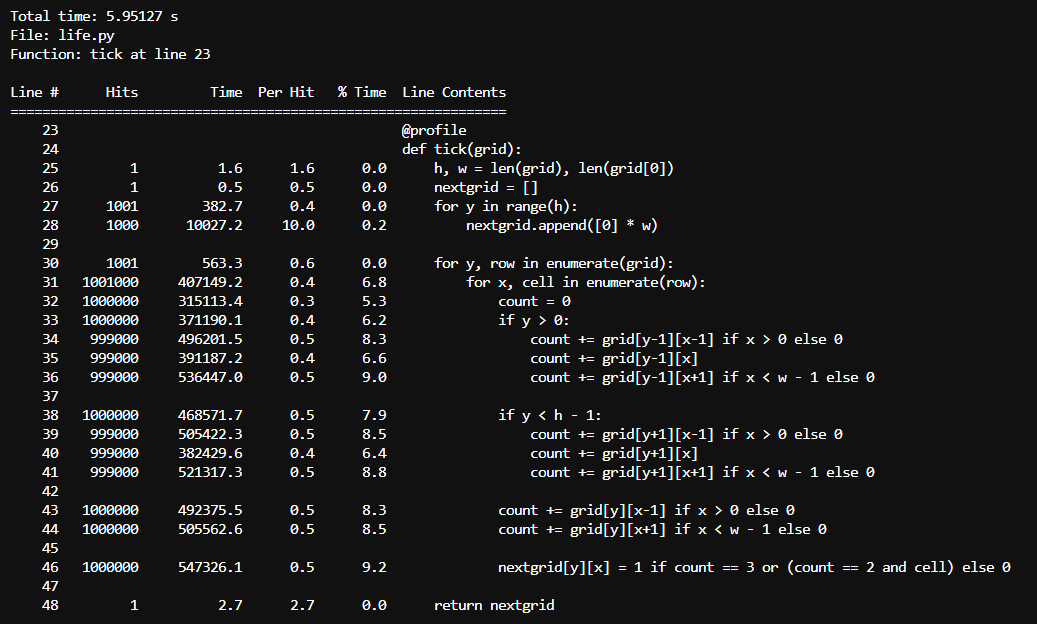 Total time: 5.95127 s
File: life.py
Function: tick at line 23
Line #      Hits         Time  Per Hit   % Time  Line Contents
==============================================================
    23                                           @profile
    24                                           def tick(grid):
    25         1          1.6      1.6      0.0      h, w = len(grid), len(grid[0])
    26         1          0.5      0.5      0.0      nextgrid = []
    27      1001        382.7      0.4      0.0      for y in range(h):
    28      1000      10027.2     10.0      0.2          nextgrid.append([0] * w)
    29
    30      1001        563.3      0.6      0.0      for y, row in enumerate(grid):
    31   1001000     407149.2      0.4      6.8          for x, cell in enumerate(row):
    32   1000000     315113.4      0.3      5.3              count = 0
    33   1000000     371190.1      0.4      6.2              if y > 0:
    34    999000     496201.5      0.5      8.3                  count += grid[y-1][x-1] if x > 0 else 0
    35    999000     391187.2      0.4      6.6                  count += grid[y-1][x]
    36    999000     536447.0      0.5      9.0                  count += grid[y-1][x+1] if x < w - 1 else 0
    37
    38   1000000     468571.7      0.5      7.9              if y < h - 1:
    39    999000     505422.3      0.5      8.5                  count += grid[y+1][x-1] if x > 0 else 0
    40    999000     382429.6      0.4      6.4                  count += grid[y+1][x]
    41    999000     521317.3      0.5      8.8                  count += grid[y+1][x+1] if x < w - 1 else 0
    42
    43   1000000     492375.5      0.5      8.3              count += grid[y][x-1] if x > 0 else 0
    44   1000000     505562.6      0.5      8.5              count += grid[y][x+1] if x < w - 1 else 0
    45
    46   1000000     547326.1      0.5      9.2              nextgrid[y][x] = 1 if count == 3 or (count == 2 and cell) else 0
    47
    48         1          2.7      2.7      0.0      return nextgrid